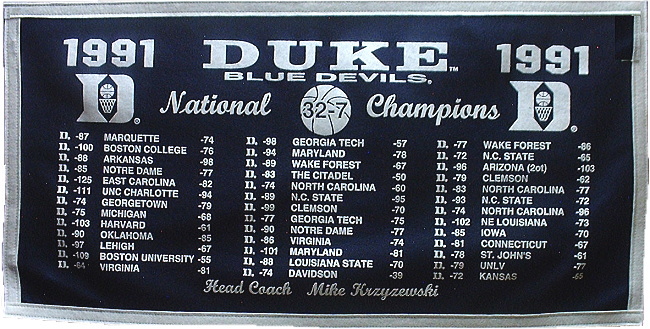 1991 DUKE™ 1991
BLUE DEVILS®
D® National 32-7 Champions D®
D. -87 MARQUETTE -74
D. -100 BOSTON COLLEGE -76
D. -88 ARKANSAS -98
D. -85 NOTRE DAME -77
D. -125 EAST CAROLINA -82
D. -111 UNC CHARLOTTE -94
D. -74 GEORGETOWN -79
D. -75 MICHIGAN -68
D. -103 HARVARD -61
D. -90 OKLAHOMA -85
D. -97 LEHIGH -67
D. -109 BOSTON UNIVERSITY -55
D. -64 VIRGINIA -81
D. -98 GEORGIA TECH -57
D. -94 MARYLAND -78
D. -89 WAKE FOREST -67
D. -83 THE CITADEL -50
D. -74 NORTH CAROLINA -60
D. -89 N.C. STATE -95
D. -99 CLEMSON -70
D. -77 GEORGIA TECH -75
D. -90 NOTRE DAME -77
D. -86 VIRGINIA -74
D. -101 MARYLAND -81
D. -88 LOUISIANA STATE -70
D. -74 DAVIDSON -39
D. -77 WAKE FOREST -86
D. -72 N.C. STATE -65
D. -96 ARIZONA (2ot) -103
D. -79 CLEMSON -62
D. -83 NORTH CAROLINA -77
D. -93 N.C. STATE -72
D. -74 NORTH CAROLINA -96
D. -102 NE LOUISIANA -73
D. -85 IOWA -70
D. -81 CONNECTICUT -67
D. -78 ST. JOHN'S -61
D. -79 UNLV -77
D. -72 KANSAS -65
Head Coach Mike Krzyzewski